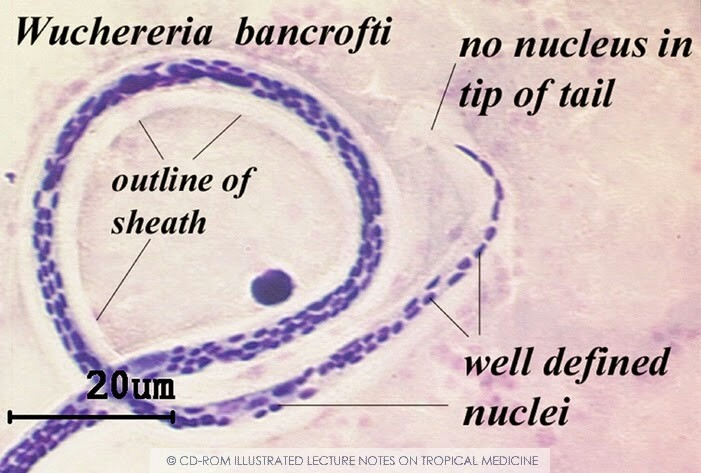 Wuchereria bancrofti
no nucleus in
tip of tail
outline of
sheath
20um
well defined
nuclei
© CD-ROM ILLUSTRATED LECTURE NOTES ON TROPICAL MEDICINE